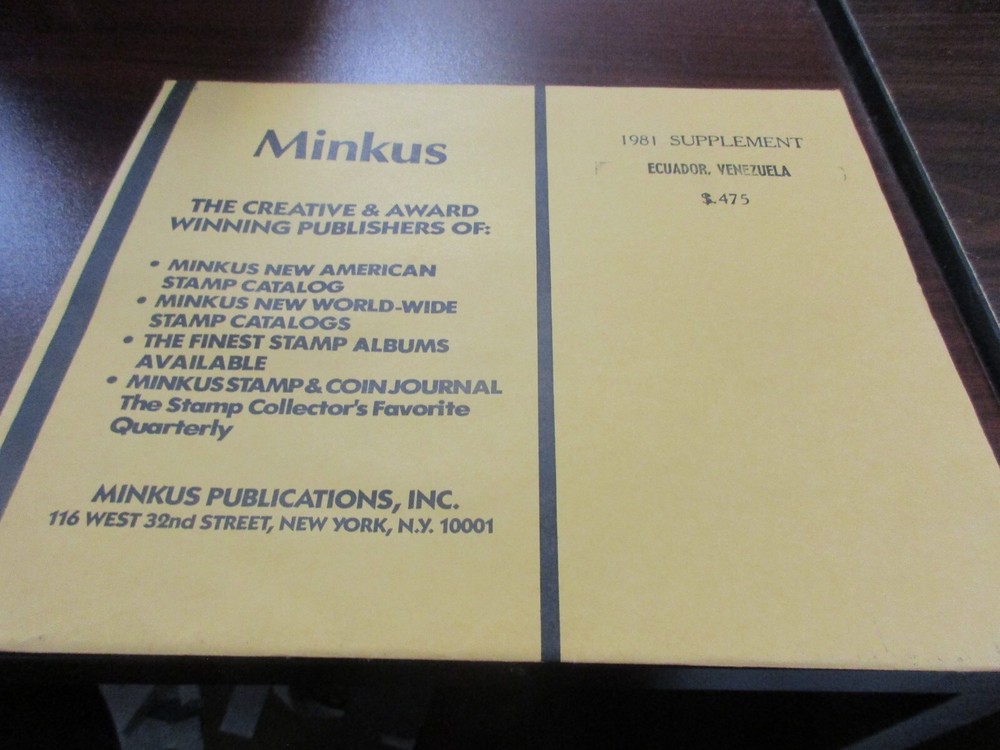 Minkus
THE CREATIVE & AWARD
WINNING PUBLISHERS OF:
• MINKUS NEW AMERICAN
STAMP CATALOG
• MINKUS NEW WORLD-WIDE
STAMP CATALOGS
• THE FINEST STAMP ALBUMS
AVAILABLE
• MINKUS STAMP & COIN JOURNAL
The Stamp Collector's Favorite
Quarterly
MINKUS PUBLICATIONS, INC.
116 WEST 32nd STREET, NEW YORK, N.Y. 10001
1981 SUPPLEMENT
ECUADOR, VENEZUELA
$.475